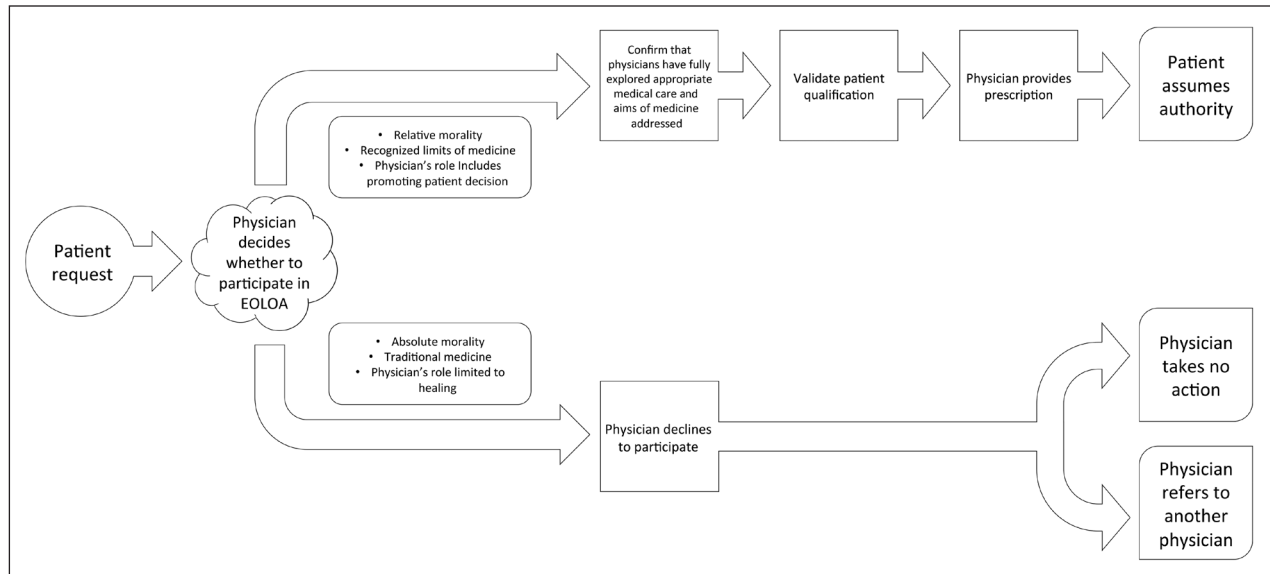 Patient
request
Physician
decides
whether to
participate in
EOLOA
• Relative morality
• Recognized limits of medicine
• Physician's role Includes
promoting patient decision
Confirm that
physicians have fully
explored appropriate
medical care and
aims of medicine
addressed
Validate patient
qualification
Physician provides
prescription
Patient
assumes
authority
• Absolute morality
• Traditional medicine
• Physician's role limited to
healing
Physician declines
to participate
Physician
takes no
action
Physician
refers to
another
physician